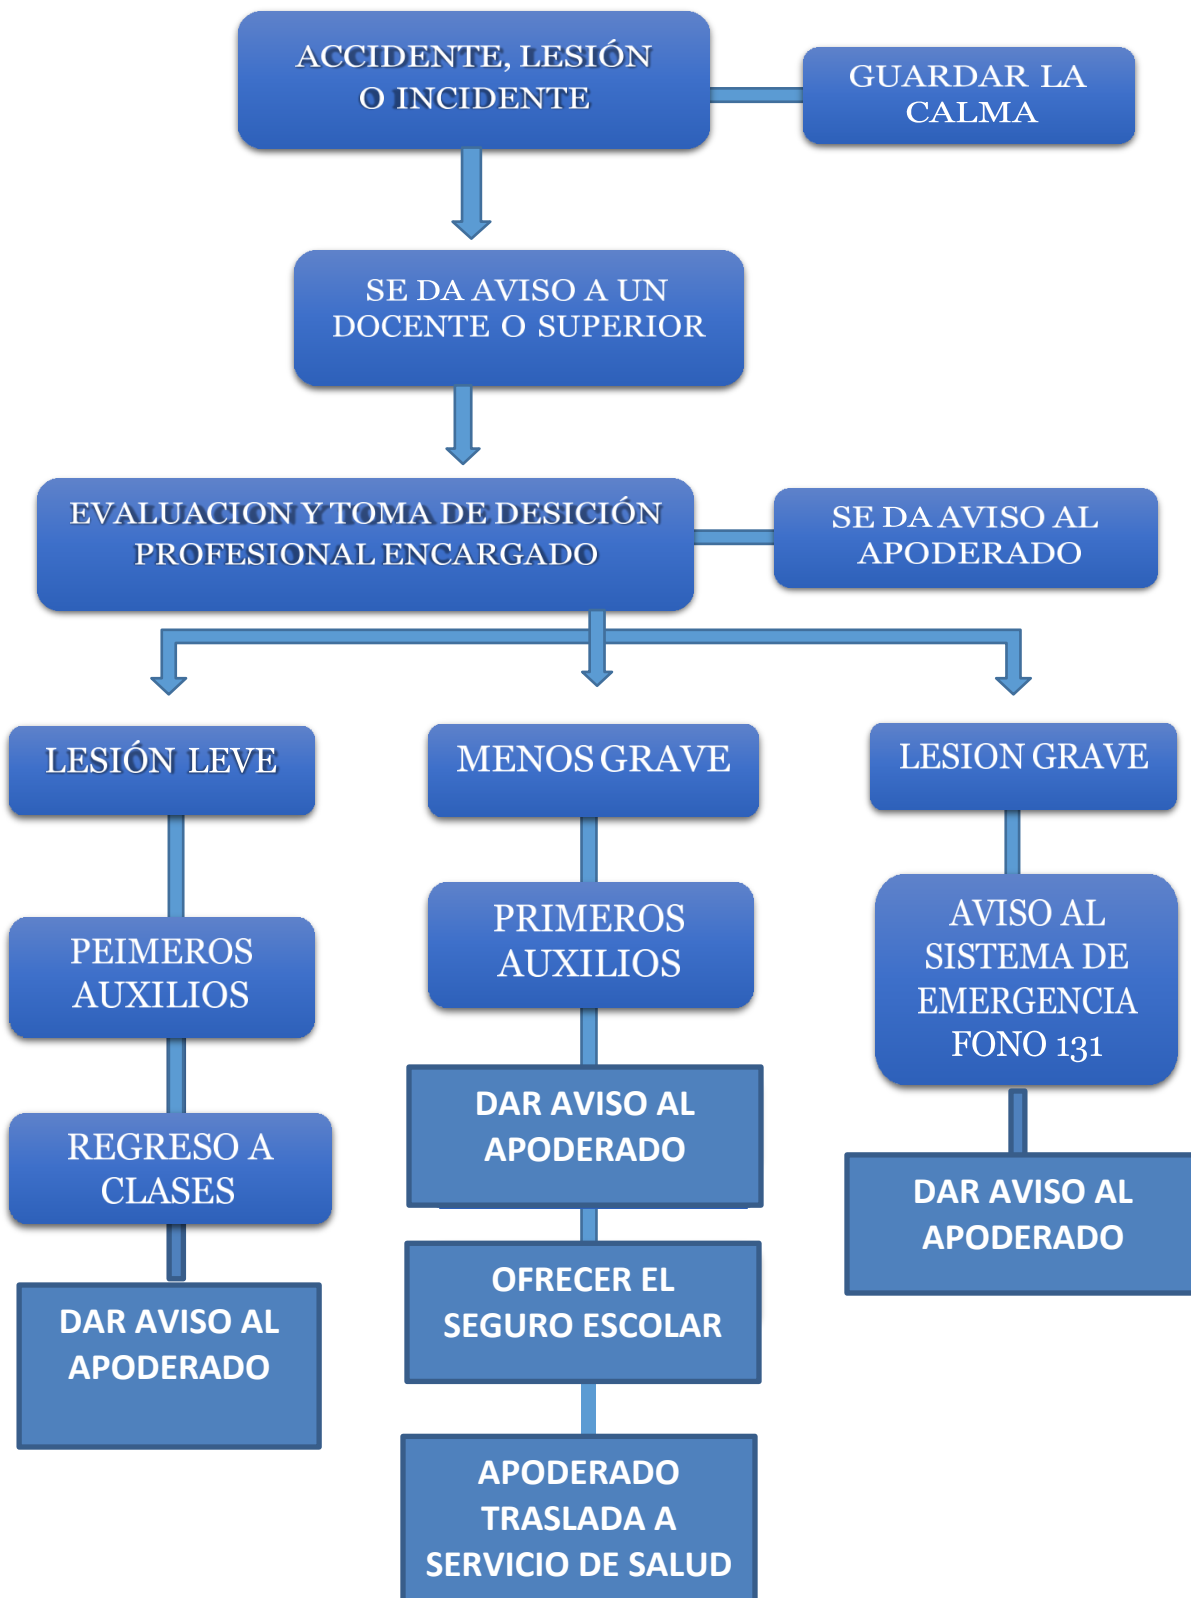 ACCIDENTE, LESIÓN
O INCIDENTE
GUARDAR LA
CALMA
SE DA AVISO A UN
DOCENTE O SUPERIOR
EVALUACION Y TOMA DE DESICIÓN
PROFESIONAL ENCARGADO
SE DA AVISO AL
APODERADO
LESIÓN LEVE
PEIMEROS
AUXILIOS
REGRESO A
CLASES
DAR AVISO AL
APODERADO
MENOS GRAVE
PRIMEROS
AUXILIOS
DAR AVISO AL
APODERADO
OFRECER EL
SEGURO ESCOLAR
APODERADO
TRASLADA A
SERVICIO DE SALUD
LESION GRAVE
AVISO AL
SISTEMA DE
EMERGENCIA
FONO 131
DAR AVISO AL
APODERADO